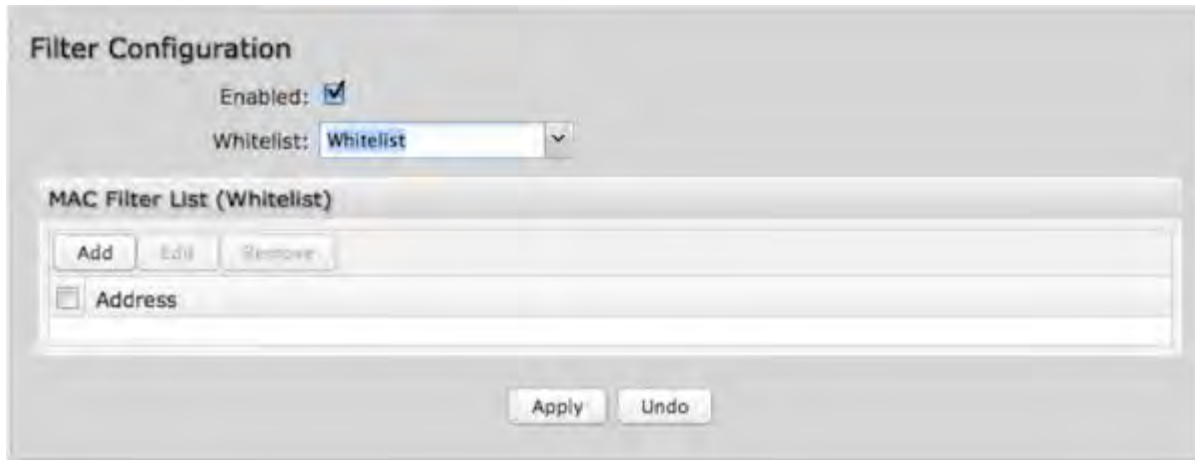 Filter Configuration
Enabled:
Whitelist: Whitelist
MAC Filter List (Whitelist)
Add Edit Remove
Address
Apply Undo